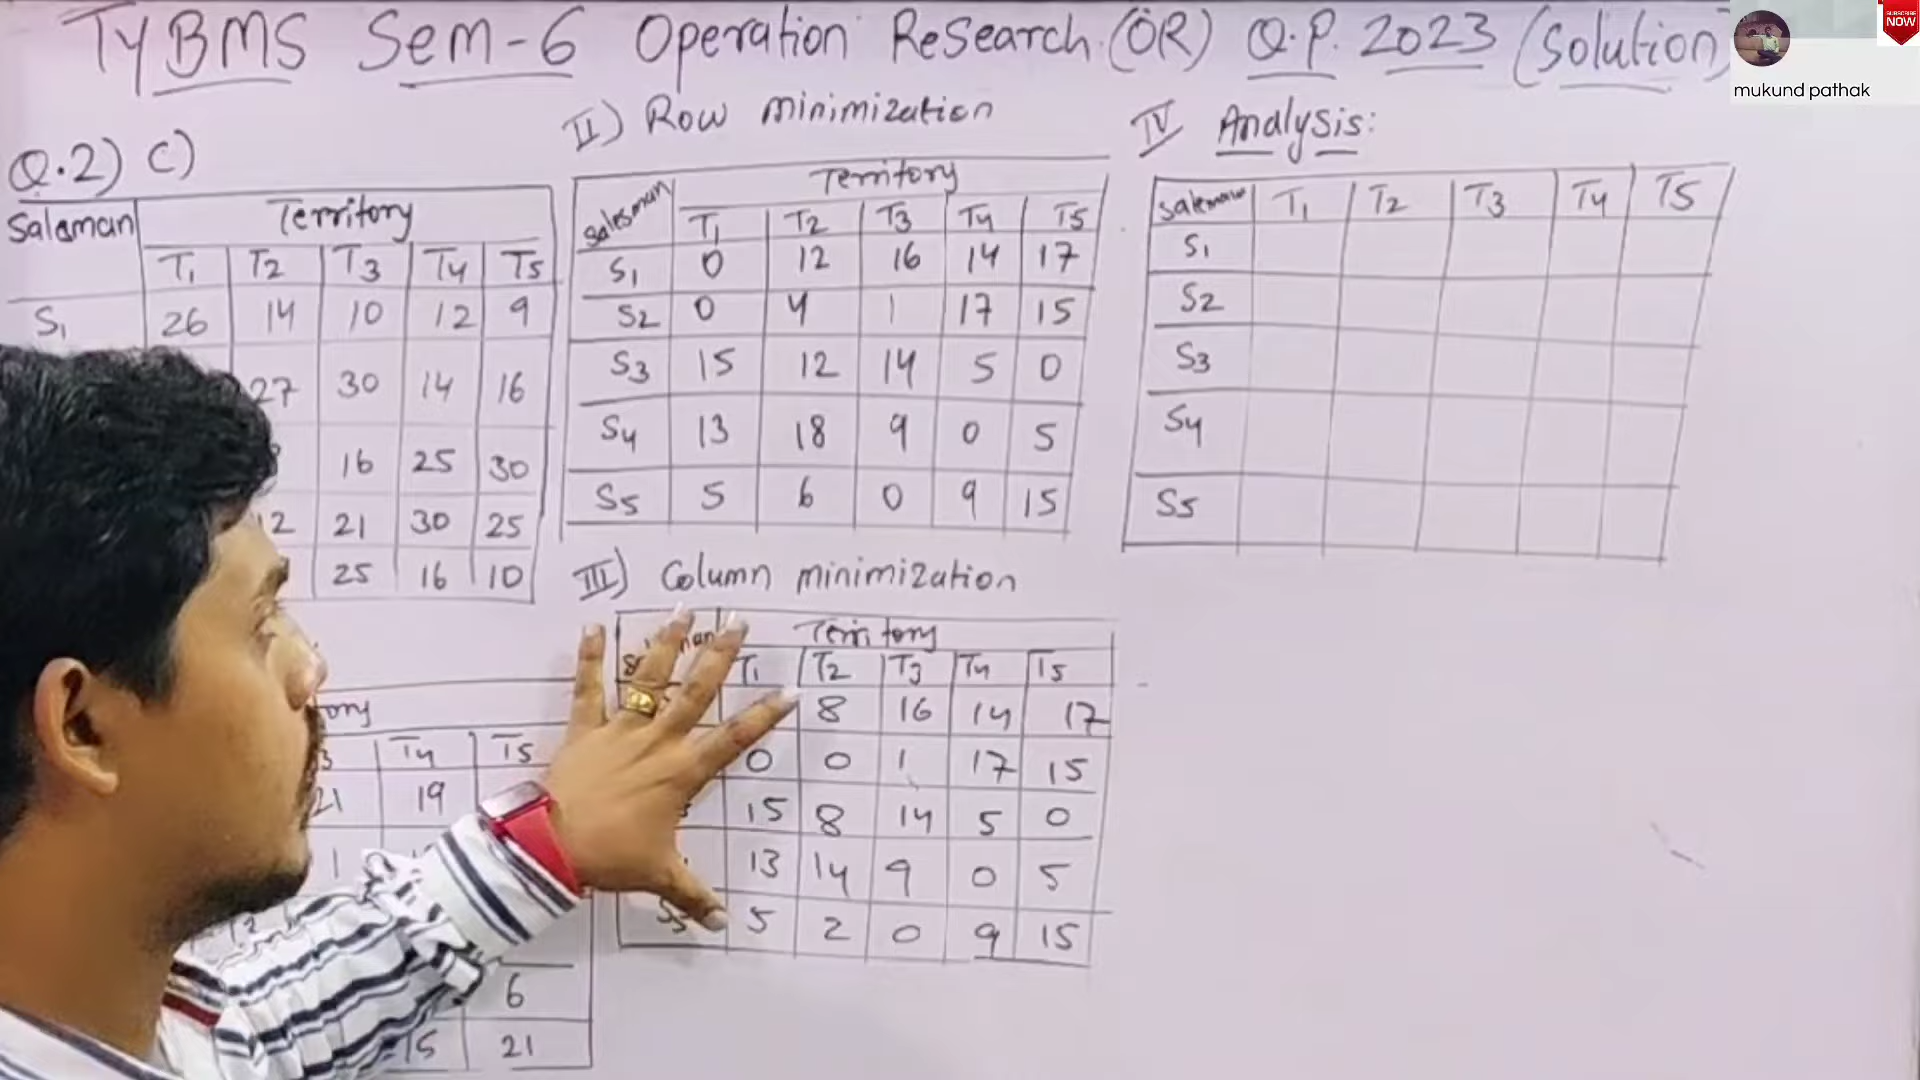 TYBMS Sem-6 Operation Research (OR) Q.P. 2023 (Solution)
SUBSCRIBE NOW
mukund pathak
Q.2) C)
Salesman Territory
T1 T2 T3 T4 T5
S1 26 14 10 12 9
27 30 14 16
16 25 30
12 21 30 25
25 16 10
T4 T5
21 19
1
6
15 21
II) Row minimization
Salesman Territory
T1 T2 T3 T4 T5
S1 0 12 16 14 17
S2 0 4 1 17 15
S3 15 12 14 5 0
S4 13 18 9 0 5
S5 5 6 0 9 15
III) Column minimization
Territory
T1 T2 T3 T4 T5
8 16 14 17
0 0 1 17 15
15 8 14 5 0
13 14 9 0 5
S5 5 2 0 9 15
IV Analysis:
Salesman T1 T2 T3 T4 T5
S1
S2
S3
S4
S5